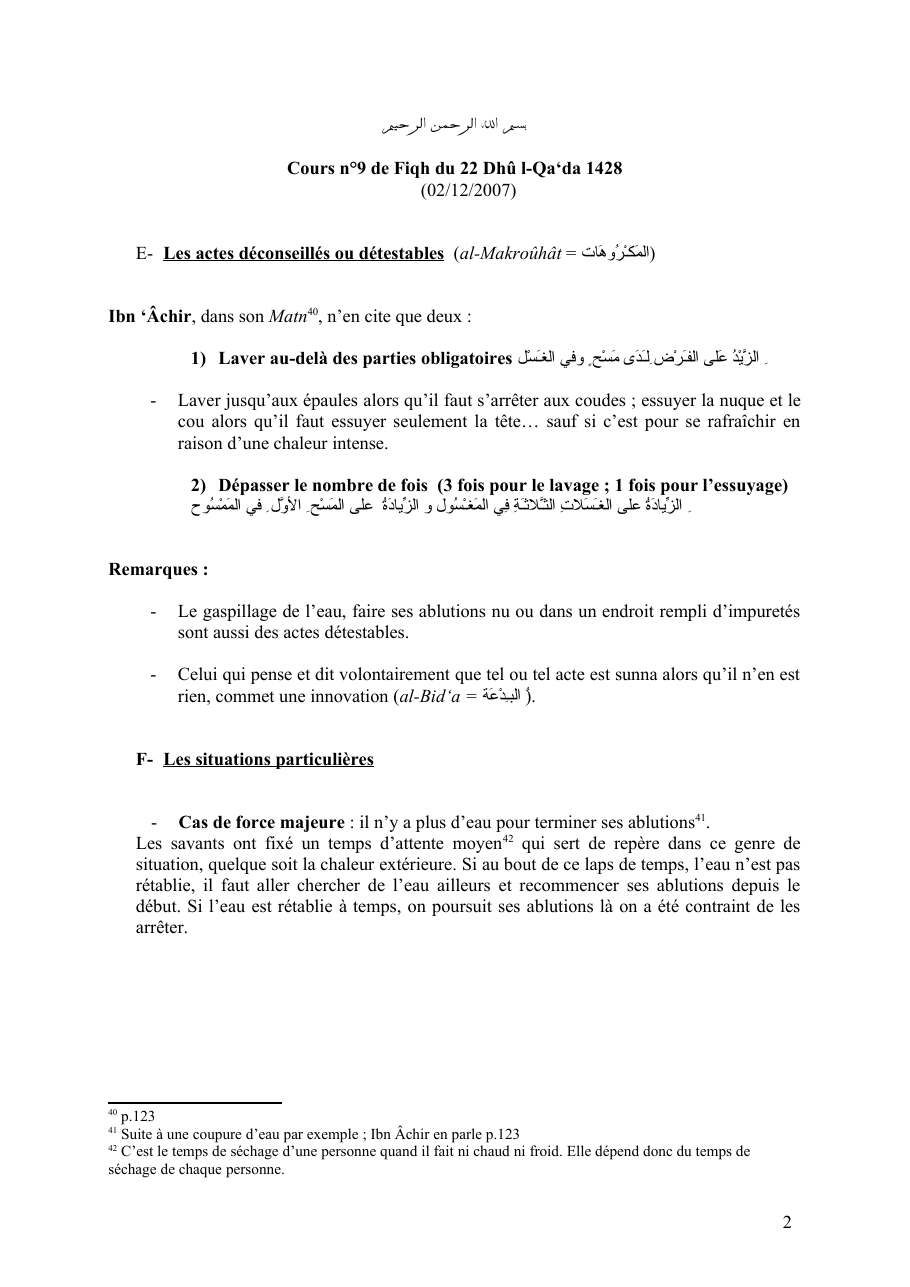 بسم الله الرحمن الرحيم
Cours n°9 de Fiqh du 22 Dhû l-Qa‘da 1428
(02/12/2007)
E- Les actes déconseillés ou détestables (al-Makroûhât = المَكْـرُوهَات)
Ibn ‘Âchir, dans son Matn40, n’en cite que deux :
1) Laver au-delà des parties obligatoires الزَّيْدُ عَلى الفَـرْضِ لَـدَى مَسْحٍ وفي الغَـسْل
- Laver jusqu’aux épaules alors qu’il faut s’arrêter aux coudes ; essuyer la nuque et le
cou alors qu’il faut essuyer seulement la tête… sauf si c’est pour se rafraîchir en
raison d’une chaleur intense.
2) Dépasser le nombre de fois (3 fois pour le lavage ; 1 fois pour l’essuyage)
الزِّيادَةُ على الغَـسَلاتِ الثَّـلاثَـةِ فِي المَغْـسُول و الزِّيادَةُ على المَسْحِ الأوَّلِ في المَمْسُوح
Remarques :
- Le gaspillage de l’eau, faire ses ablutions nu ou dans un endroit rempli d’impuretés
sont aussi des actes détestables.
- Celui qui pense et dit volontairement que tel ou tel acte est sunna alors qu’il n’en est
rien, commet une innovation (al-Bid‘a = البـِدْعَة).
F- Les situations particulières
- Cas de force majeure : il n’y a plus d’eau pour terminer ses ablutions41.
Les savants ont fixé un temps d’attente moyen42 qui sert de repère dans ce genre de
situation, quelque soit la chaleur extérieure. Si au bout de ce laps de temps, l’eau n’est pas
rétablie, il faut aller chercher de l’eau ailleurs et recommencer ses ablutions depuis le
début. Si l’eau est rétablie à temps, on poursuit ses ablutions là on a été contraint de les
arrêter.
40 p.123
41 Suite à une coupure d’eau par exemple ; Ibn Âchir en parle p.123
42 C’est le temps de séchage d’une personne quand il fait ni chaud ni froid. Elle dépend donc du temps de
séchage de chaque personne.
2